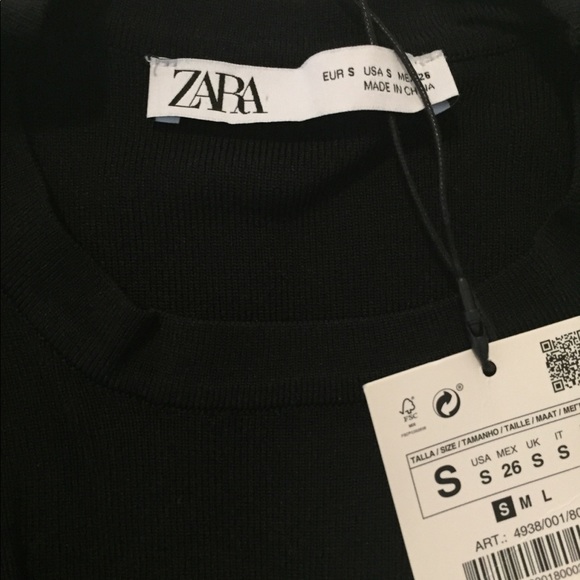 ZARA
EUR S USA S MEX 26
MADE IN CHINA
FSC
TALLA / SIZE / TAMANHO / TAILLE / MAAT /
USA MEX UK IT
S S 26 S S
S M L
ART.: 4938/001/80